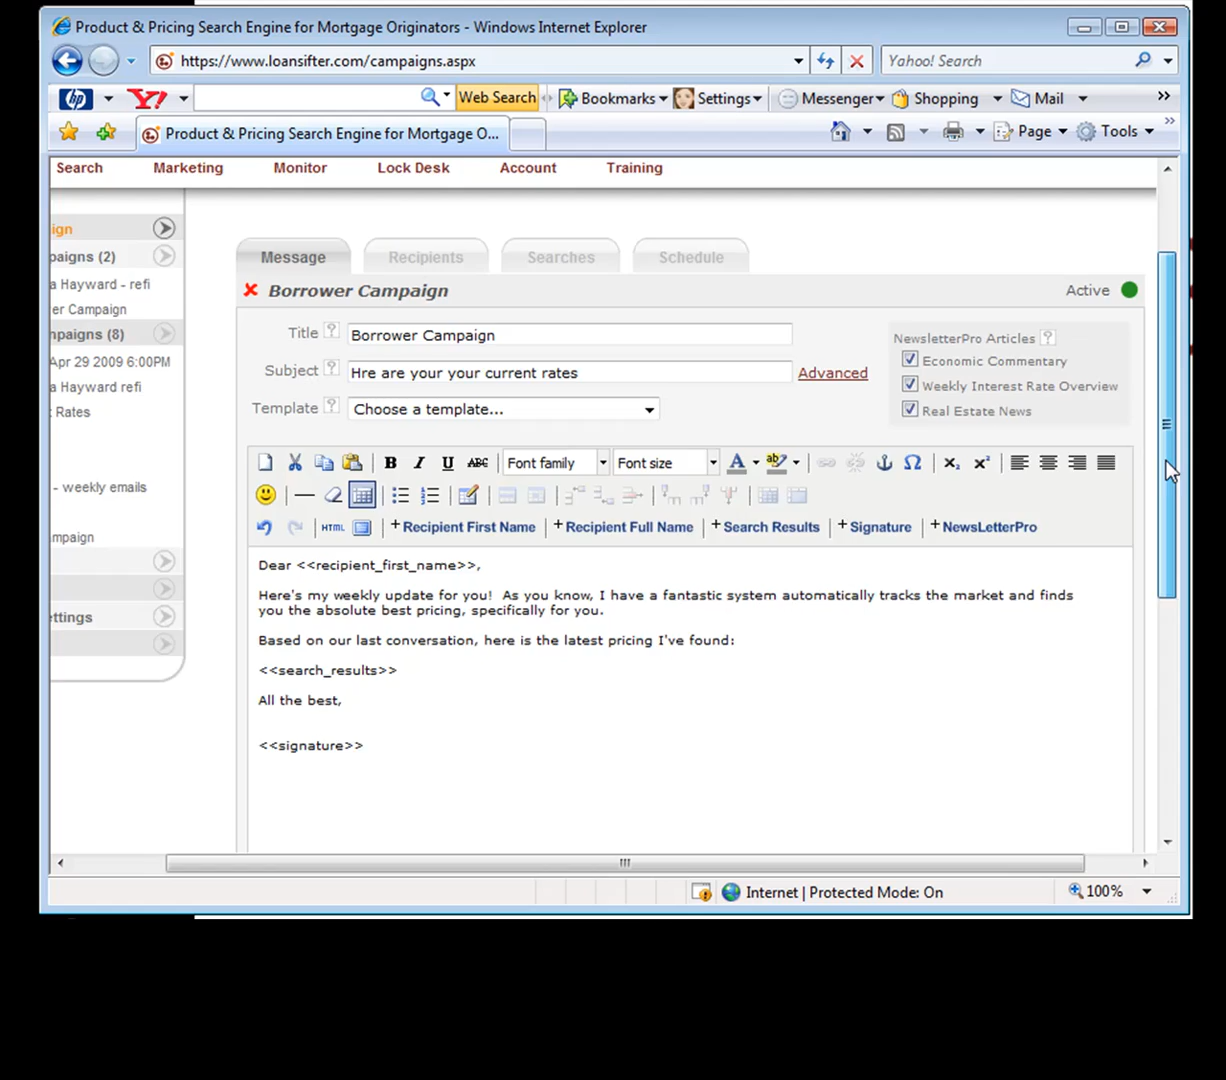 Product & Pricing Search Engine for Mortgage Originators - Windows Internet Explorer
https://www.loansifter.com/campaigns.aspx
Yahoo! Search
hp Y! Web Search Bookmarks Settings Messenger Shopping Mail
Product & Pricing Search Engine for Mortgage O... Page Tools
Search Marketing Monitor Lock Desk Account Training
ign
paigns (2)
a Hayward - refi
er Campaign
mpaigns (8)
Apr 29 2009 6:00PM
a Hayward refi
t Rates
- weekly emails
mpaign
ettings
Message Recipients Searches Schedule
Borrower Campaign Active
Title ? Borrower Campaign
Subject ? Hre are your your current rates Advanced
Template ? Choose a template...
NewsletterPro Articles ?
Economic Commentary
Weekly Interest Rate Overview
Real Estate News
B I U ABC Font family Font size A ab Ω x₂ x²
HTML + Recipient First Name + Recipient Full Name + Search Results + Signature + NewsLetterPro
Dear <<recipient_first_name>>,
Here's my weekly update for you! As you know, I have a fantastic system automatically tracks the market and finds
you the absolute best pricing, specifically for you.
Based on our last conversation, here is the latest pricing I've found:
<<search_results>>
All the best,
<<signature>>
Internet | Protected Mode: On 100%